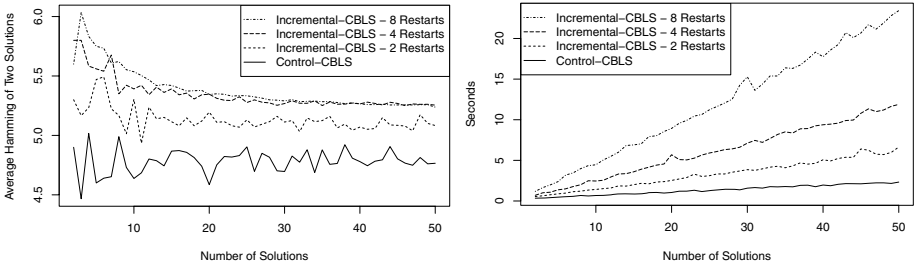 Average Hamming of Two Solutions
6.0
5.5
5.0
4.5
Incremental−CBLS − 8 Restarts
Incremental−CBLS − 4 Restarts
Incremental−CBLS − 2 Restarts
Control−CBLS
10 20 30 40 50
Number of Solutions
Seconds
20
15
10
5
0
Incremental−CBLS − 8 Restarts
Incremental−CBLS − 4 Restarts
Incremental−CBLS − 2 Restarts
Control−CBLS
10 20 30 40 50
Number of Solutions